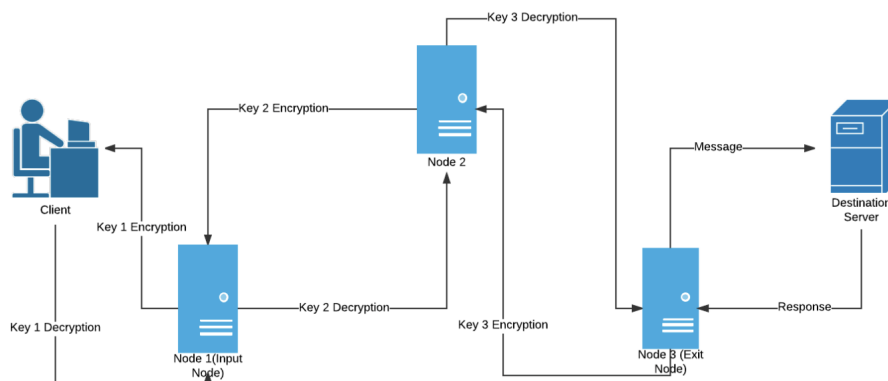 Key 3 Decryption
Key 2 Encryption
Node 2
Message
Client
Destination
Server
Key 1 Encryption
Key 2 Decryption
Response
Key 1 Decryption
Key 3 Encryption
Node 1(Input
Node)
Node 3 (Exit
Node)